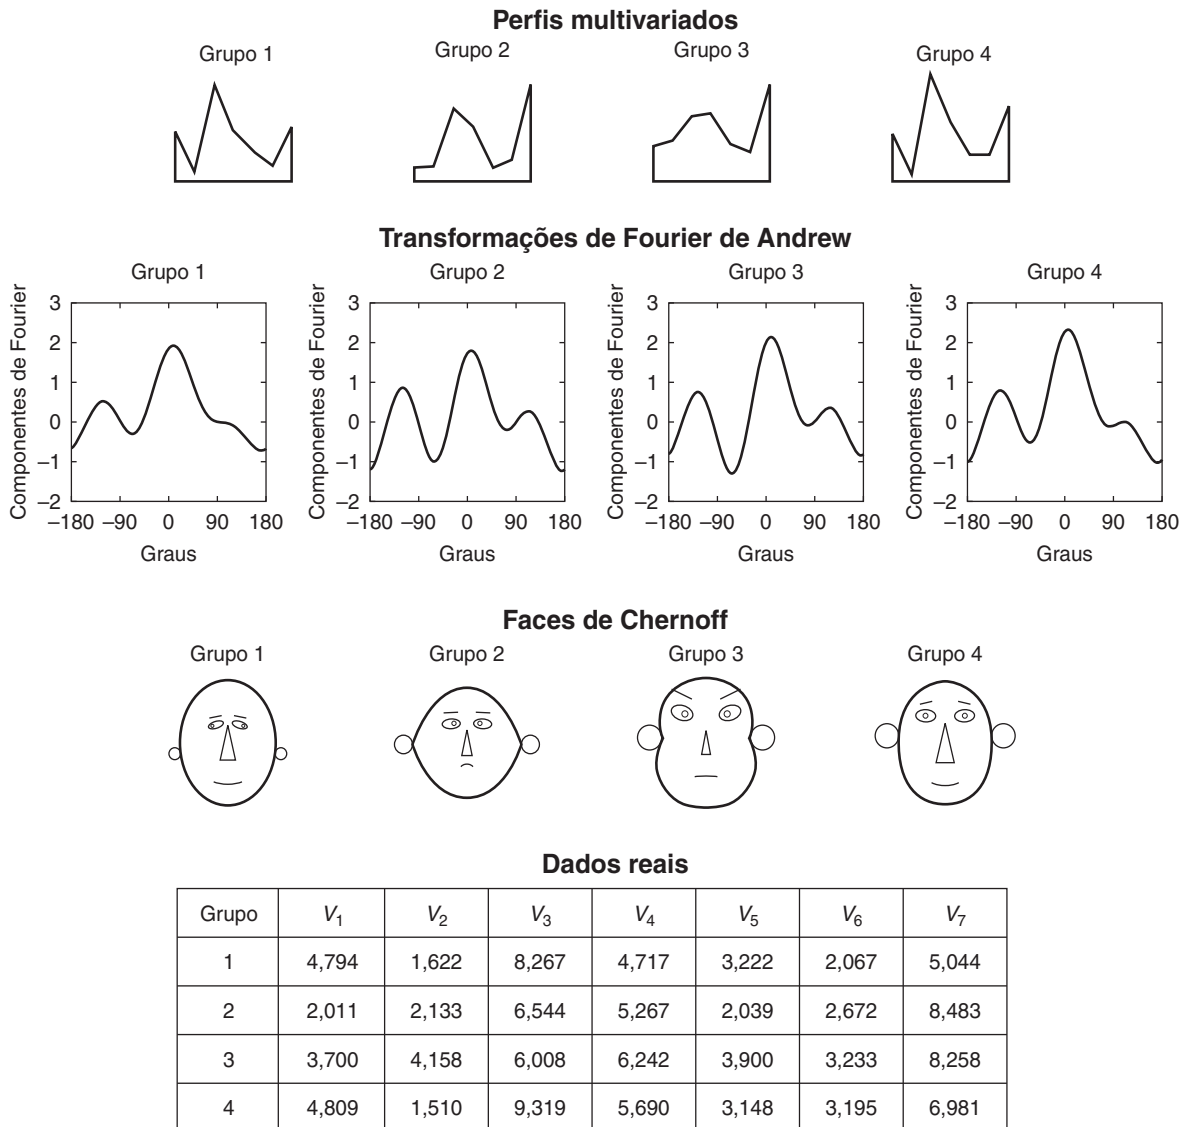 Perfis multivariados
Grupo 1 Grupo 2 Grupo 3 Grupo 4
Transformações de Fourier de Andrew
Grupo 1 Grupo 2 Grupo 3 Grupo 4
Componentes de Fourier Componentes de Fourier Componentes de Fourier Componentes de Fourier
3 3 3 3
2 2 2 2
1 1 1 1
0 0 0 0
–1 –1 –1 –1
–2 –2 –2 –2
–180 –90 0 90 180 –180 –90 0 90 180 –180 –90 0 90 180 –180 –90 0 90 180
Graus Graus Graus Graus
Faces de Chernoff
Grupo 1 Grupo 2 Grupo 3 Grupo 4
Dados reais
Grupo V1 V2 V3 V4 V5 V6 V7
1 4,794 1,622 8,267 4,717 3,222 2,067 5,044
2 2,011 2,133 6,544 5,267 2,039 2,672 8,483
3 3,700 4,158 6,008 6,242 3,900 3,233 8,258
4 4,809 1,510 9,319 5,690 3,148 3,195 6,981